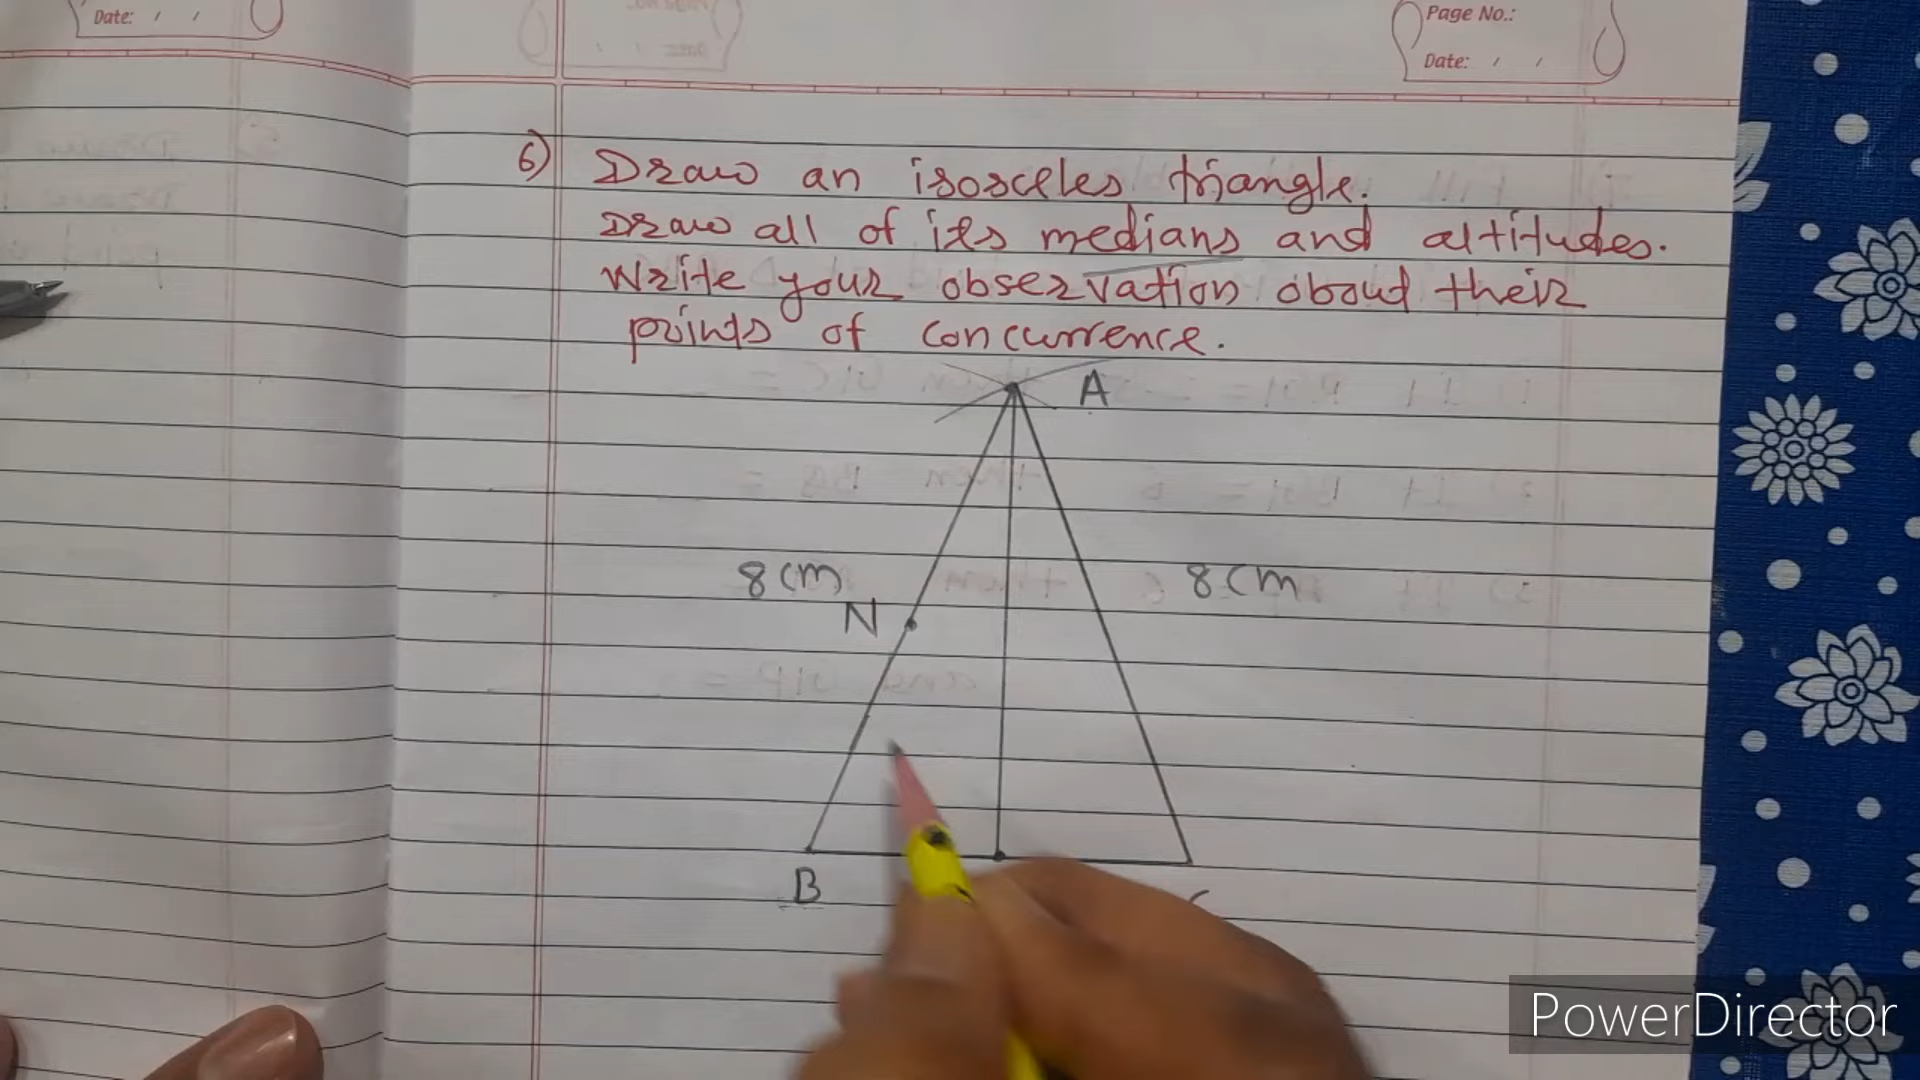 Date: / /
Page No.:
Date: / /
6) Draw an isosceles triangle.
Draw all of its medians and altitudes.
Write your observation about their
points of concurrence.
A
8 cm
8 cm
N
B
C
PowerDirector